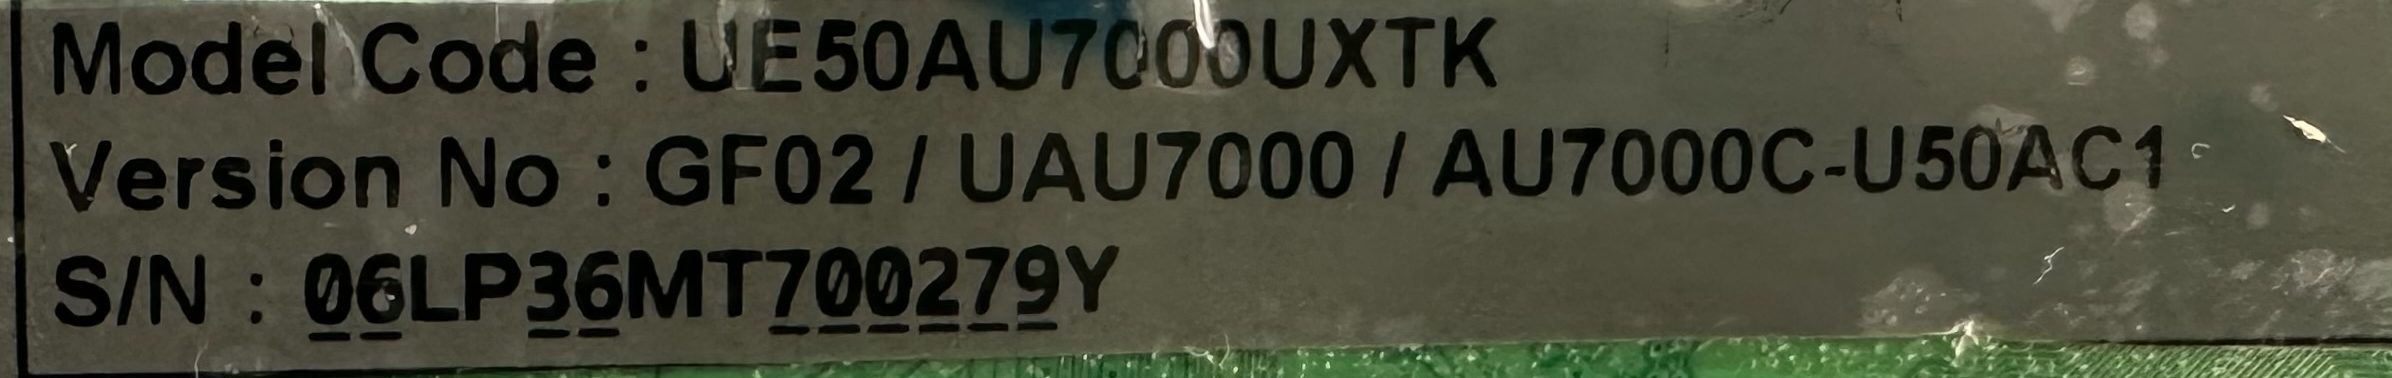 Model Code : UE50AU7000UXTK
Version No : GF02 / UAU7000 / AU7000C-U50AC1
S/N : 06LP36MT700279Y